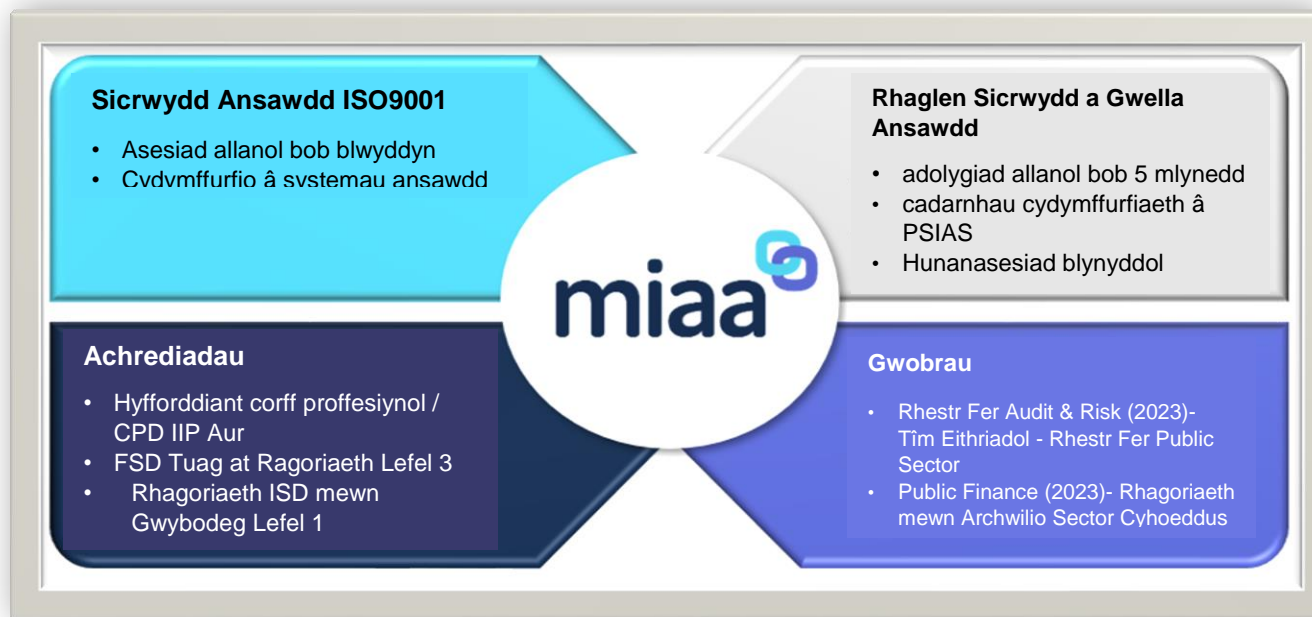 Sicrwydd Ansawdd ISO9001
• Asesiad allanol bob blwyddyn
• Cydymffurfio â systemau ansawdd
Rhaglen Sicrwydd a Gwella
Ansawdd
• adolygiad allanol bob 5 mlynedd
• cadarnhau cydymffurfiaeth â
PSIAS
• Hunanasesiad blynyddol
miaa
Achrediadau
• Hyfforddiant corff proffesiynol /
CPD IIP Aur
• FSD Tuag at Ragoriaeth Lefel 3
• Rhagoriaeth ISD mewn
Gwybodeg Lefel 1
Gwobrau
• Rhestr Fer Audit & Risk (2023)-
Tîm Eithriadol - Rhestr Fer Public
Sector
• Public Finance (2023)- Rhagoriaeth
mewn Archwilio Sector Cyhoeddus